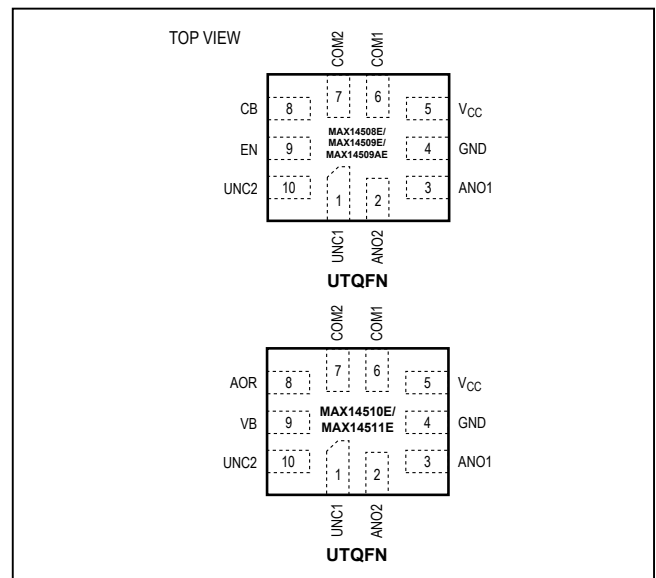 TOP VIEW
COM2
COM1
CB 8
7
6
5 VCC
EN 9
MAX14508E/
MAX14509E/
MAX14509AE
4 GND
UNC2 10
1
2
3 ANO1
UNC1
ANO2
UTQFN
COM2
COM1
AOR 8
7
6
5 VCC
VB 9
MAX14510E/
MAX14511E
4 GND
UNC2 10
1
2
3 ANO1
UNC1
ANO2
UTQFN